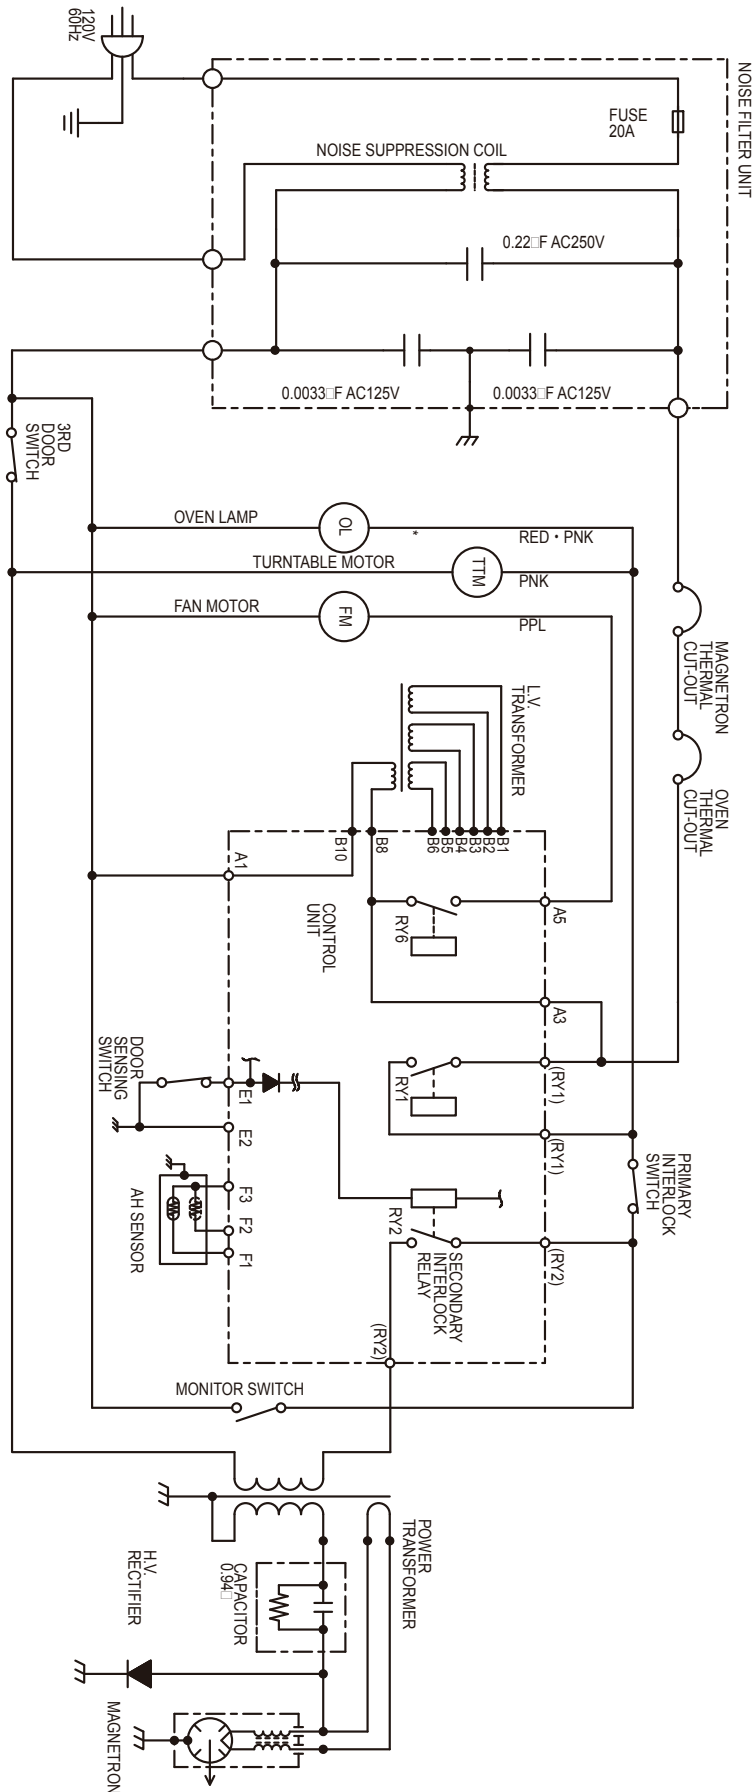 120V
60Hz
NOISE FILTER UNIT
FUSE
20A
NOISE SUPPRESSION COIL
0.22□F AC250V
0.0033□F AC125V
0.0033□F AC125V
3RD
DOOR
SWITCH
OVEN LAMP
OL
*
RED • PNK
TURNTABLE MOTOR
TTM
PNK
FAN MOTOR
FM
PPL
MAGNETRON
THERMAL
CUT-OUT
L.V.
TRANSFORMER
OVEN
THERMAL
CUT-OUT
B10
B8
B6
B5
B4
B3
B2
B1
A1
CONTROL
UNIT
RY6
A5
A3
DOOR
SENSING
SWITCH
E1
RY1
(RY1)
E2
(RY1)
PRIMARY
INTERLOCK
SWITCH
AH SENSOR
F3
F2
F1
RY2
SECONDARY
INTERLOCK
RELAY
(RY2)
(RY2)
MONITOR SWITCH
POWER
TRANSFORMER
H.V.
RECTIFIER
CAPACITOR
0.94□
MAGNETRON